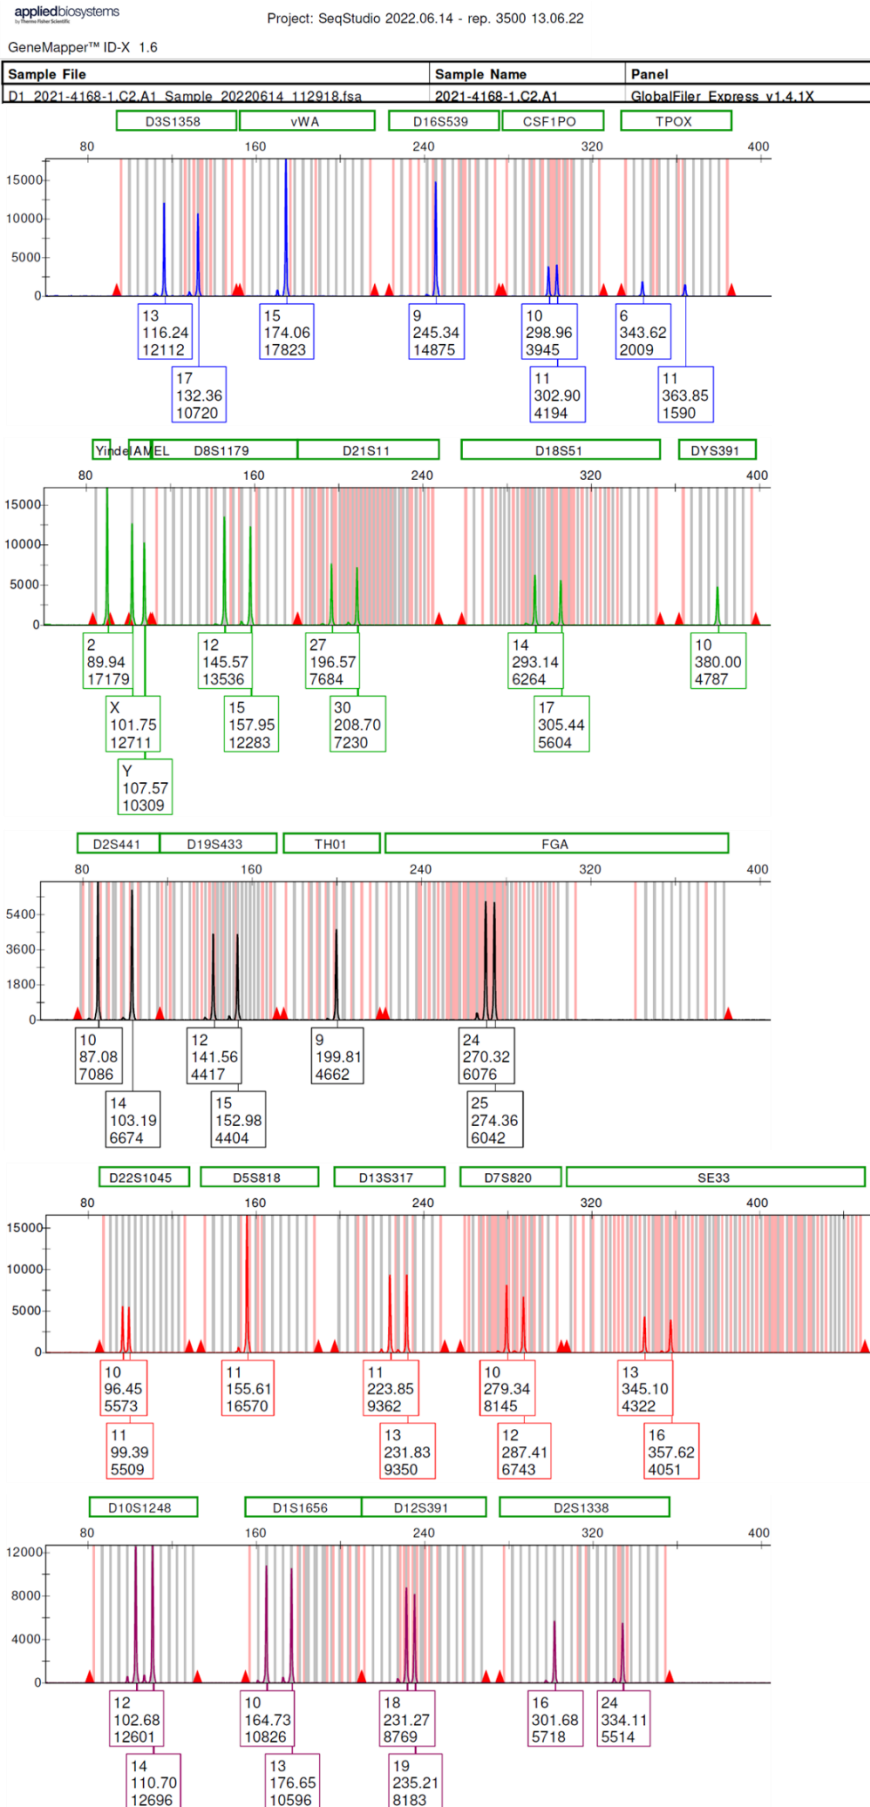 appliedbiosystems
by Thermo Fisher Scientific
Project: SeqStudio 2022.06.14 - rep. 3500 13.06.22
GeneMapper™ ID-X 1.6
Sample File Sample Name Panel
D1_2021-4168-1.C2.A1_Sample_20220614_112918.fsa 2021-4168-1.C2.A1 GlobalFiler_Express_v1.4.1X
D3S1358 vWA D16S539 CSF1PO TPOX
80 160 240 320 400
15000
10000
5000
0
13 15 9 10 6
116.24 174.06 245.34 298.96 343.62
12112 17823 14875 3945 2009
17 11 11
132.36 302.90 363.85
10720 4194 1590
Yindel AMEL D8S1179 D21S11 D18S51 DYS391
80 160 240 320 400
15000
10000
5000
0
2 12 27 14 10
89.94 145.57 196.57 293.14 380.00
17179 13536 7684 6264 4787
X 15 30 17
101.75 157.95 208.70 305.44
12711 12283 7230 5604
Y
107.57
10309
D2S441 D19S433 TH01 FGA
80 160 240 320 400
5400
3600
1800
0
10 12 9 24
87.08 141.56 199.81 270.32
7086 4417 4662 6076
14 15 25
103.19 152.98 274.36
6674 4404 6042
D22S1045 D5S818 D13S317 D7S820 SE33
80 160 240 320 400
15000
10000
5000
0
10 11 11 10 13
96.45 155.61 223.85 279.34 345.10
5573 16570 9362 8145 4322
11 13 12 16
99.39 231.83 287.41 357.62
5509 9350 6743 4051
D10S1248 D1S1656 D12S391 D2S1338
80 160 240 320 400
12000
8000
4000
0
12 10 18 16 24
102.68 164.73 231.27 301.68 334.11
12601 10826 8769 5718 5514
14 13 19
110.70 176.65 235.21
12696 10596 8183